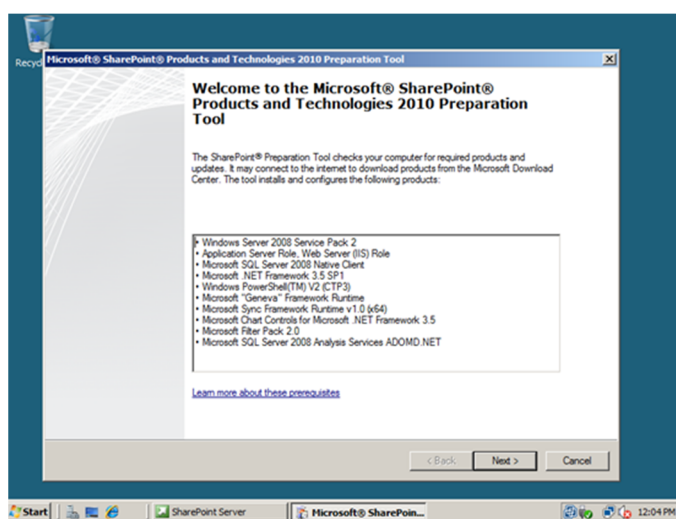 Recyc
Microsoft® SharePoint® Products and Technologies 2010 Preparation Tool
Welcome to the Microsoft® SharePoint®
Products and Technologies 2010 Preparation
Tool
The SharePoint® Preparation Tool checks your computer for required products and
updates. It may connect to the internet to download products from the Microsoft Download
Center. The tool installs and configures the following products:
• Windows Server 2008 Service Pack 2
• Application Server Role, Web Server (IIS) Role
• Microsoft SQL Server 2008 Native Client
• Microsoft .NET Framework 3.5 SP1
• Windows PowerShell(TM) V2 (CTP3)
• Microsoft "Geneva" Framework Runtime
• Microsoft Sync Framework Runtime v1.0 (x64)
• Microsoft Chart Controls for Microsoft .NET Framework 3.5
• Microsoft Filter Pack 2.0
• Microsoft SQL Server 2008 Analysis Services ADOMD.NET
Learn more about these prerequisites
< Back Next > Cancel
Start SharePoint Server Microsoft® SharePoin... 12:04 PM